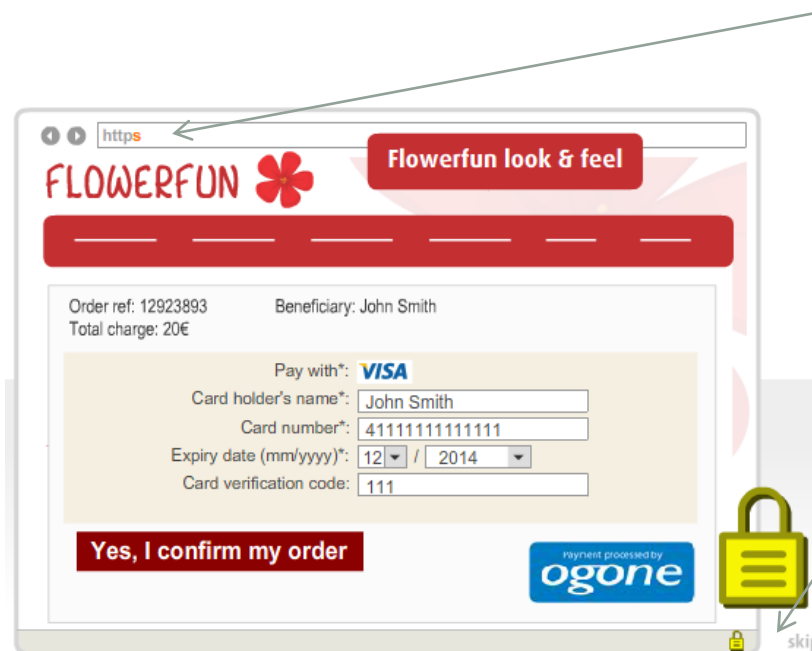 https
Flowerfun look & feel
FLOWERFUN
Order ref: 12923893 Beneficiary: John Smith
Total charge: 20€
Pay with*: VISA
Card holder's name*: John Smith
Card number*: 41111111111111
Expiry date (mm/yyyy)*: 12 / 2014
Card verification code: 111
Yes, I confirm my order
Payment processed by
ogone